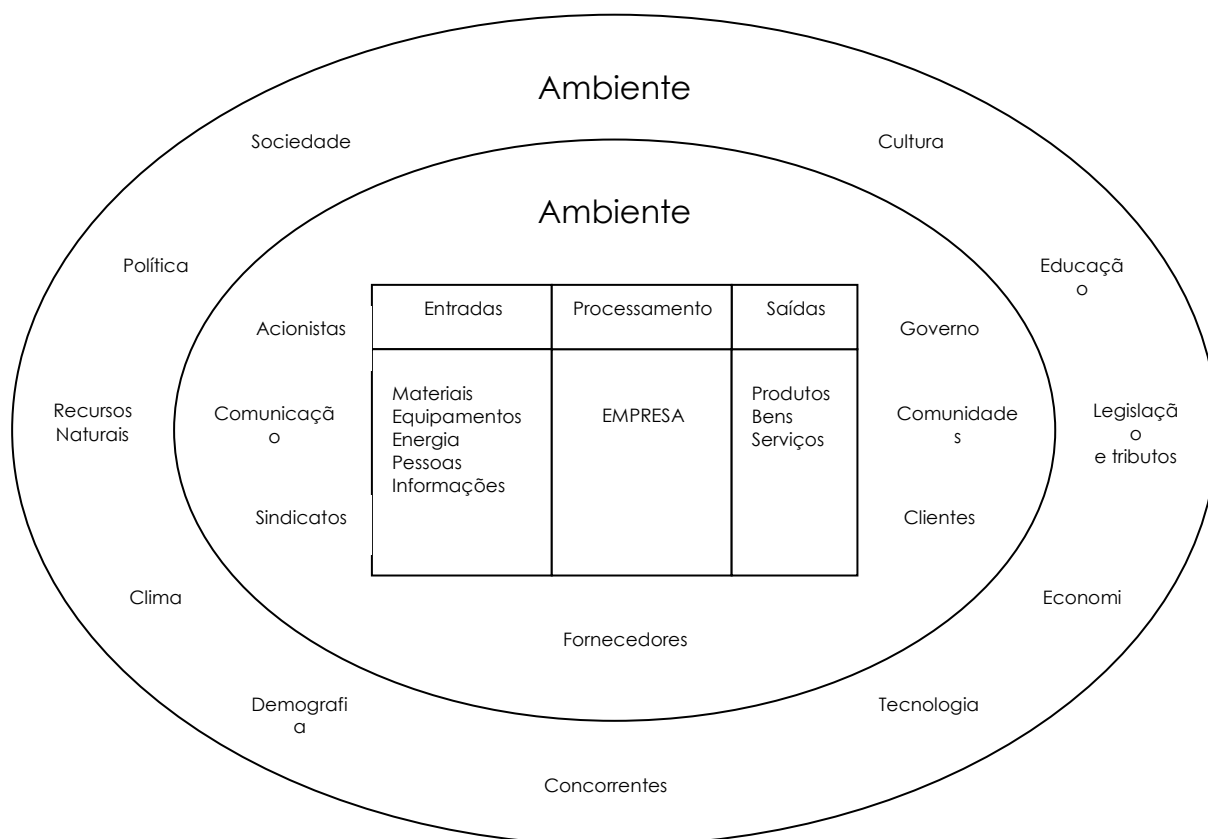 Ambiente
Sociedade
Cultura
Ambiente
Política
Educaçã
o
Acionistas
Entradas
Processamento
Saídas
Governo
Recursos
Naturais
Comunicaçã
o
Materiais
Equipamentos
Energia
Pessoas
Informações
EMPRESA
Produtos
Bens
Serviços
Comunidade
s
Legislaçã
o
e tributos
Sindicatos
Clientes
Clima
Economi
Fornecedores
Demografi
a
Tecnologia
Concorrentes